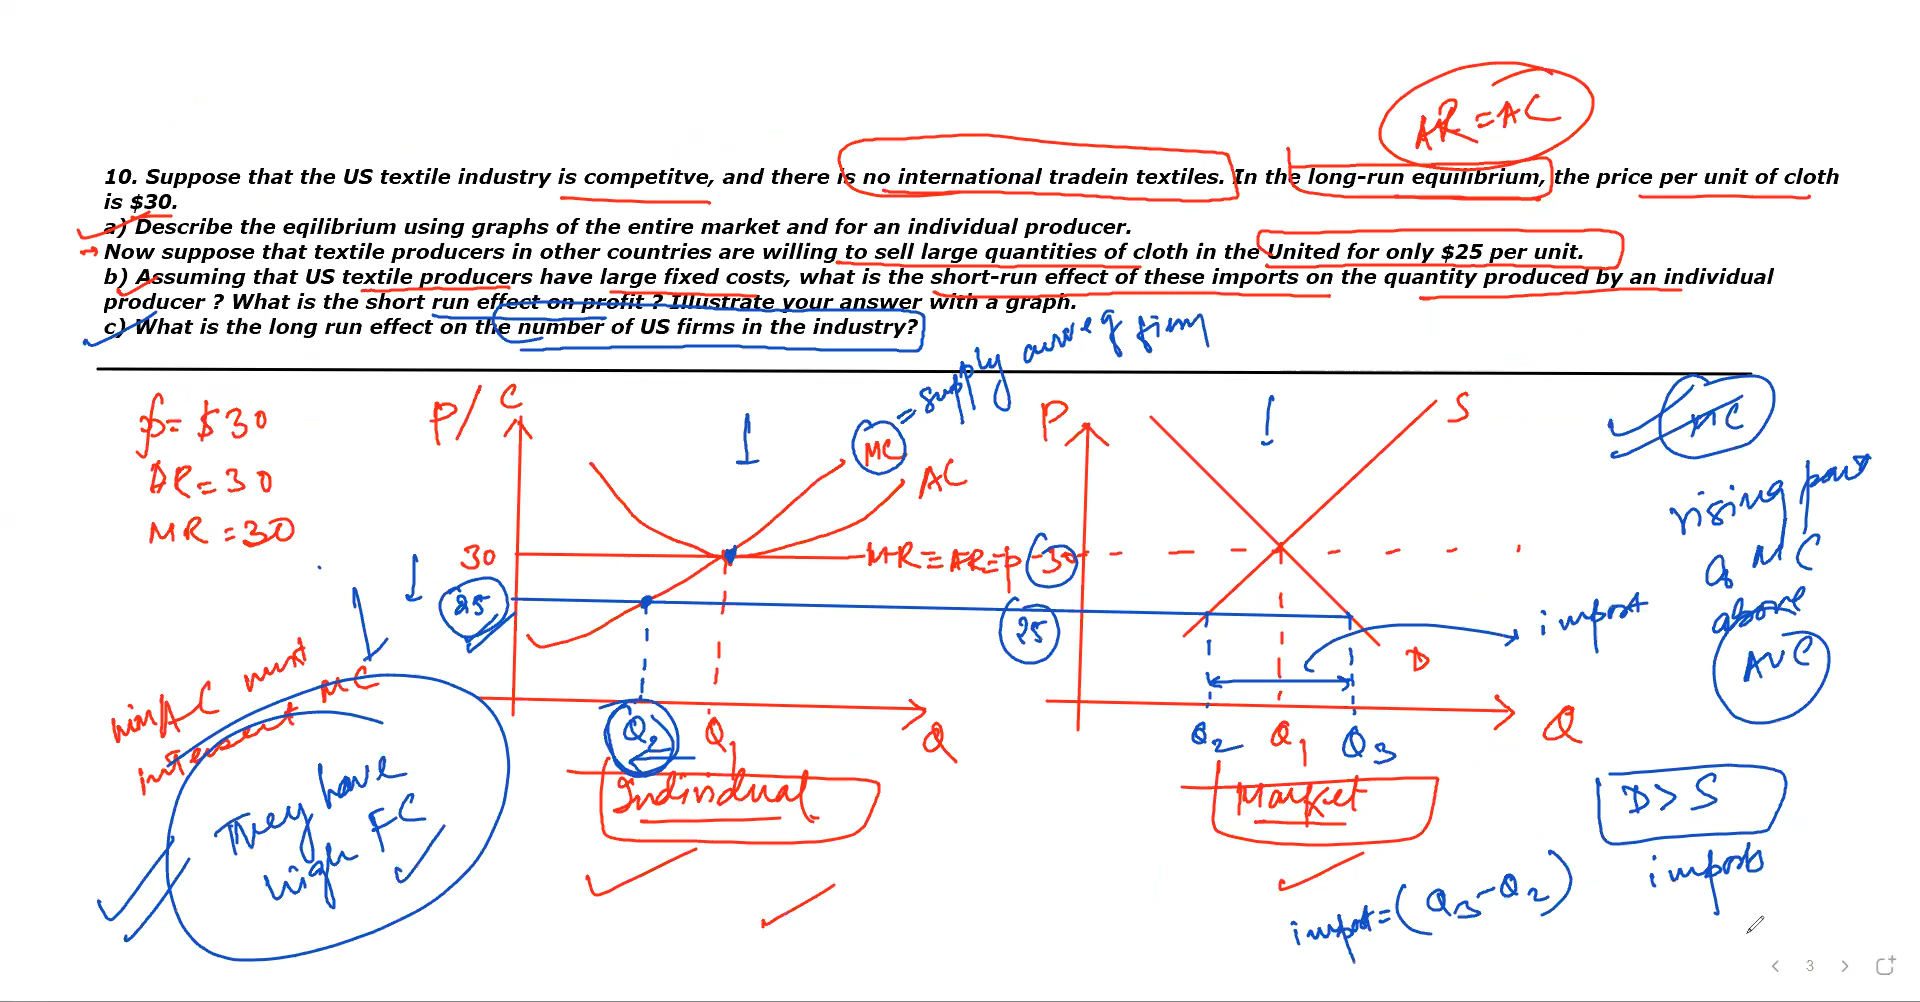 AR = AC
10. Suppose that the US textile industry is competitve, and there is no international tradein textiles. In the long-run equilibrium, the price per unit of cloth
is $30.
a) Describe the eqilibrium using graphs of the entire market and for an individual producer.
Now suppose that textile producers in other countries are willing to sell large quantities of cloth in the United for only $25 per unit.
b) Assuming that US textile producers have large fixed costs, what is the short-run effect of these imports on the quantity produced by an individual
producer ? What is the short run effect on profit ? Illustrate your answer with a graph.
c) What is the long run effect on the number of US firms in the industry?
P = $30
AR = 30
MR = 30
P/C
MC = supply curve of firm
AC
30
MR = AR = P
25
Q2
Q1
Q
Individual
min AC must
intersect MC
They have
high FC
P
S
30
25
D
import
Q2
Q1
Q3
Q
Market
import = (Q3 - Q2)
MC
rising part
of MC
above
AVC
D > S
imports
3